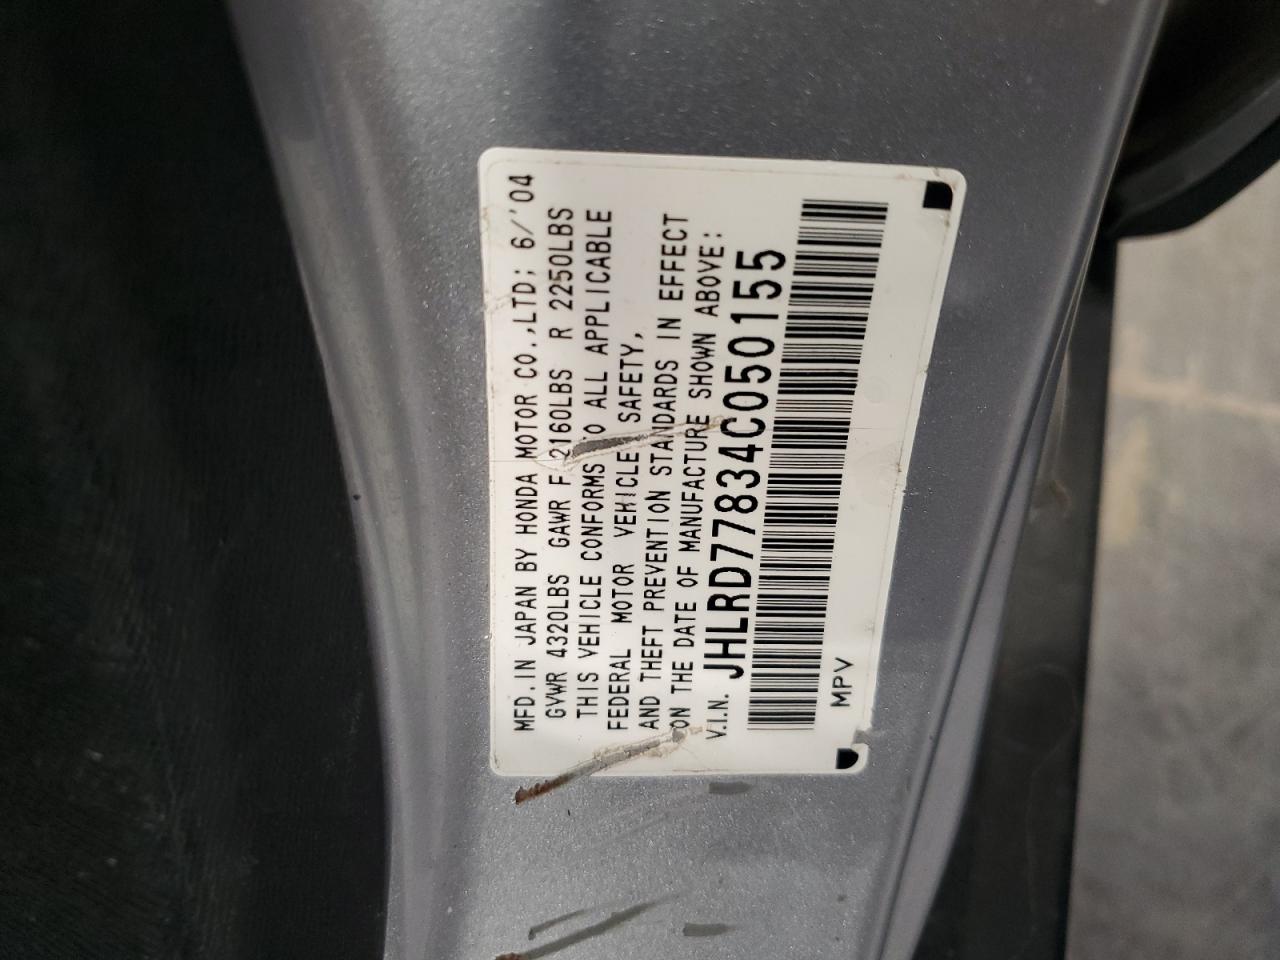 MFD. IN JAPAN BY HONDA MOTOR CO.,LTD; 6/'04
GVWR 4320LBS GAWR F 2160LBS R 2250LBS
THIS VEHICLE CONFORMS TO ALL APPLICABLE
FEDERAL MOTOR VEHICLE SAFETY,
AND THEFT PREVENTION STANDARDS IN EFFECT
ON THE DATE OF MANUFACTURE SHOWN ABOVE:
V.I.N. JHLRD77834C050155
MPV